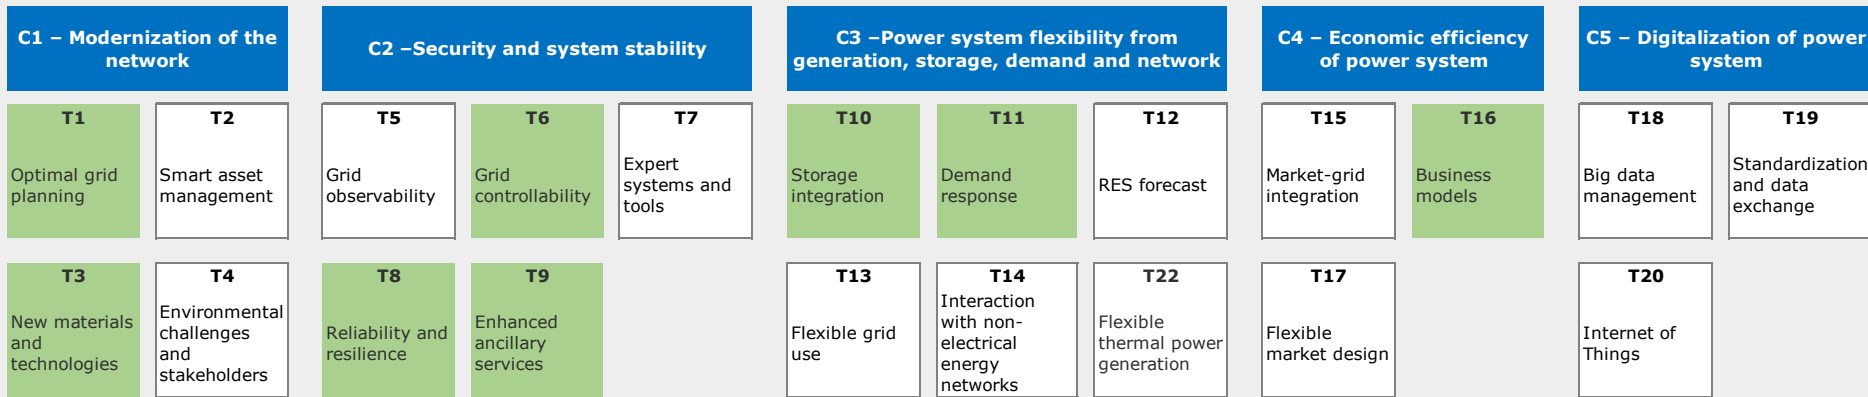 C1 – Modernization of the
network
C2 –Security and system stability
C3 –Power system flexibility from
generation, storage, demand and network
C4 – Economic efficiency
of power system
C5 – Digitalization of power
system
T1
Optimal grid
planning
T2
Smart asset
management
T5
Grid
observability
T6
Grid
controllability
T7
Expert
systems and
tools
T10
Storage
integration
T11
Demand
response
T12
RES forecast
T15
Market-grid
integration
T16
Business
models
T18
Big data
management
T19
Standardization
and data
exchange
T3
New materials
and
technologies
T4
Environmental
challenges
and
stakeholders
T8
Reliability and
resilience
T9
Enhanced
ancillary
services
T13
Flexible grid
use
T14
Interaction
with non-
electrical
energy
networks
T22
Flexible
thermal power
generation
T17
Flexible
market design
T20
Internet of
Things